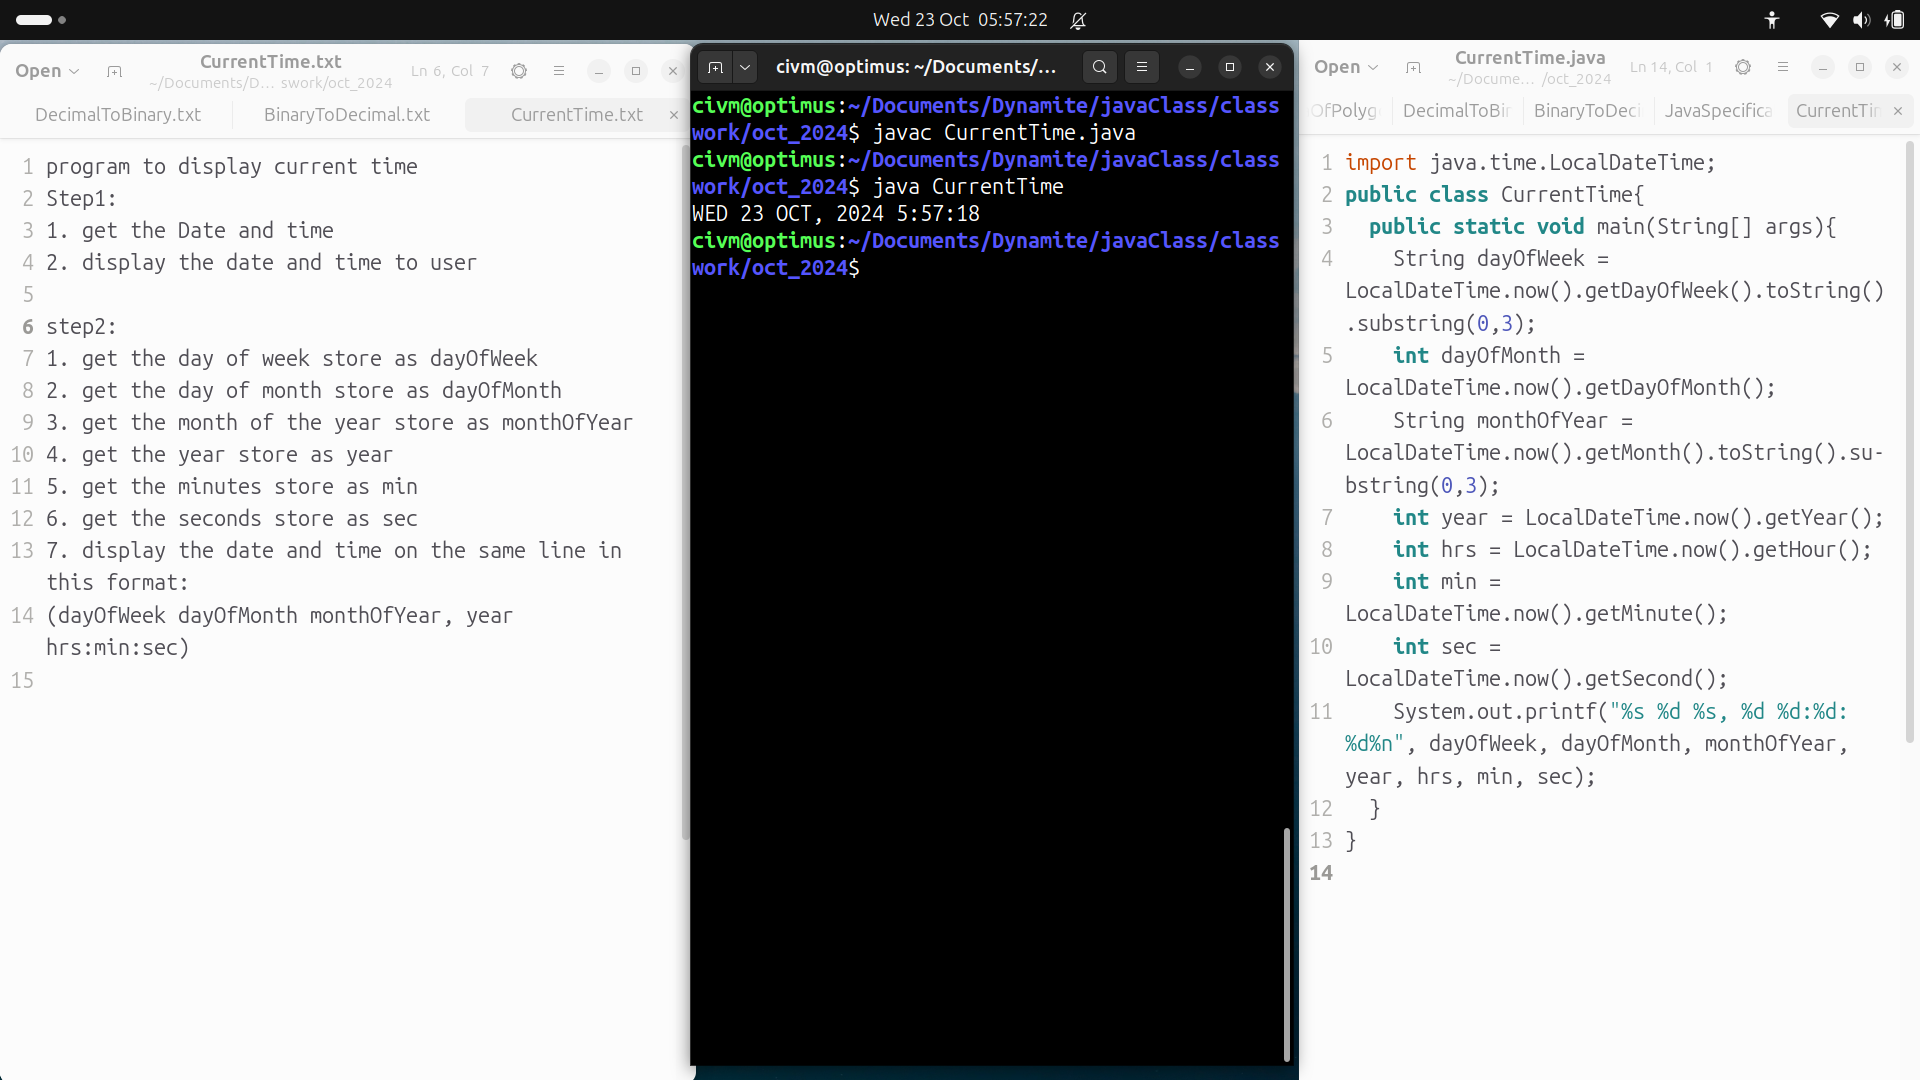 Wed 23 Oct 05:57:22
Open
CurrentTime.txt
~/Documents/D… swork/oct_2024
Ln 6, Col 7
DecimalToBinary.txt
BinaryToDecimal.txt
CurrentTime.txt
1 program to display current time
2 Step1:
3 1. get the Date and time
4 2. display the date and time to user
5
6 step2:
7 1. get the day of week store as dayOfWeek
8 2. get the day of month store as dayOfMonth
9 3. get the month of the year store as monthOfYear
10 4. get the year store as year
11 5. get the minutes store as min
12 6. get the seconds store as sec
13 7. display the date and time on the same line in
this format:
14 (dayOfWeek dayOfMonth monthOfYear, year
hrs:min:sec)
15
civm@optimus: ~/Documents/…
civm@optimus:~/Documents/Dynamite/javaClass/class
work/oct_2024$ javac CurrentTime.java
civm@optimus:~/Documents/Dynamite/javaClass/class
work/oct_2024$ java CurrentTime
WED 23 OCT, 2024 5:57:18
civm@optimus:~/Documents/Dynamite/javaClass/class
work/oct_2024$
Open
CurrentTime.java
~/Docume… /oct_2024
Ln 14, Col 1
OfPolyg
DecimalToBin
BinaryToDeci
JavaSpecifica
CurrentTin
1 import java.time.LocalDateTime;
2 public class CurrentTime{
3 public static void main(String[] args){
4 String dayOfWeek =
LocalDateTime.now().getDayOfWeek().toString()
.substring(0,3);
5 int dayOfMonth =
LocalDateTime.now().getDayOfMonth();
6 String monthOfYear =
LocalDateTime.now().getMonth().toString().su-
bstring(0,3);
7 int year = LocalDateTime.now().getYear();
8 int hrs = LocalDateTime.now().getHour();
9 int min =
LocalDateTime.now().getMinute();
10 int sec =
LocalDateTime.now().getSecond();
11 System.out.printf("%s %d %s, %d %d:%d:
%d%n", dayOfWeek, dayOfMonth, monthOfYear,
year, hrs, min, sec);
12 }
13 }
14